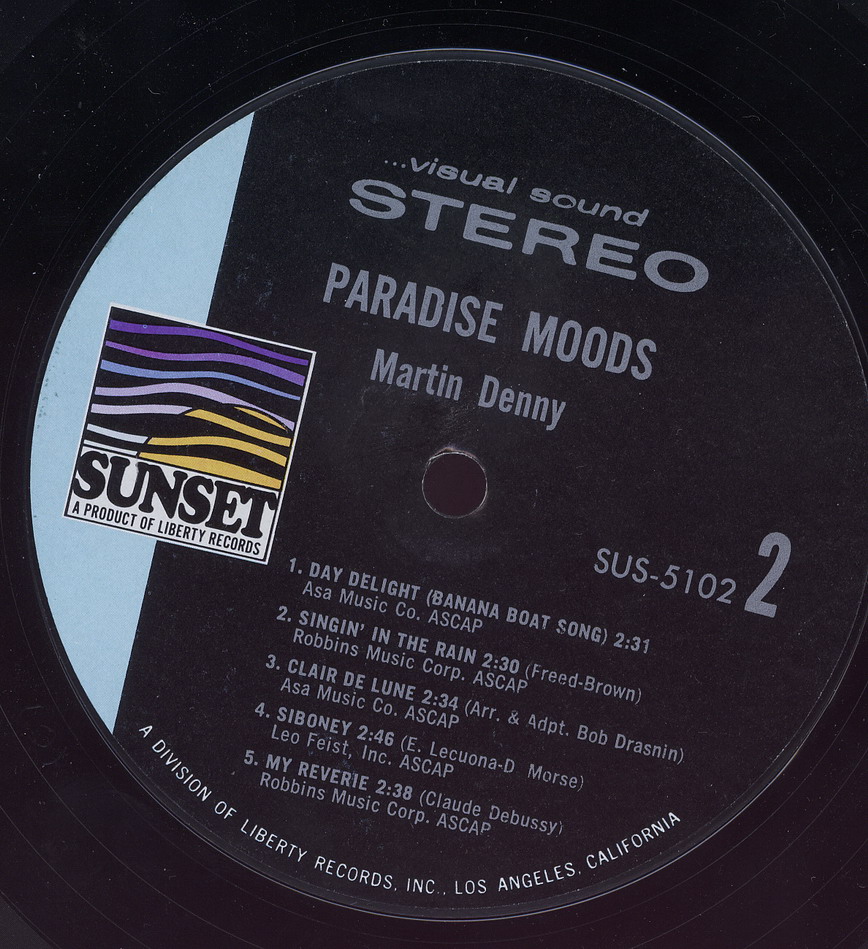 ...visual sound
STEREO
PARADISE MOODS
Martin Denny
SUNSET
A PRODUCT OF LIBERTY RECORDS
SUS-5102
2
1. DAY DELIGHT (BANANA BOAT SONG) 2:31
Asa Music Co. ASCAP
2. SINGIN' IN THE RAIN 2:30 (Freed-Brown)
Robbins Music Corp. ASCAP
3. CLAIR DE LUNE 2:34 (Arr. & Adpt. Bob Drasnin)
Asa Music Co. ASCAP
4. SIBONEY 2:46 (E. Lecuona-D Morse)
Leo Feist, Inc. ASCAP
5. MY REVERIE 2:38 (Claude Debussy)
Robbins Music Corp. ASCAP
A DIVISION OF LIBERTY RECORDS, INC., LOS ANGELES, CALIFORNIA